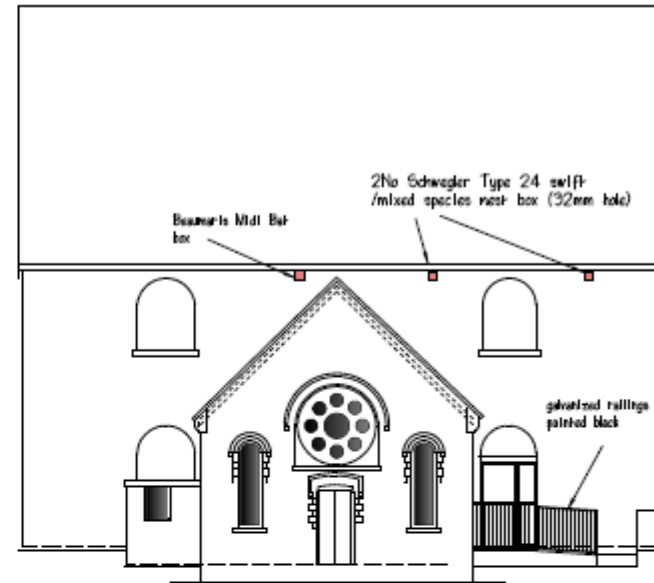 2No Schwegler Type 24 swift
/mixed species nest box (32mm hole)
Beaumaris Midi Bat
box
galvanized railings
painted black